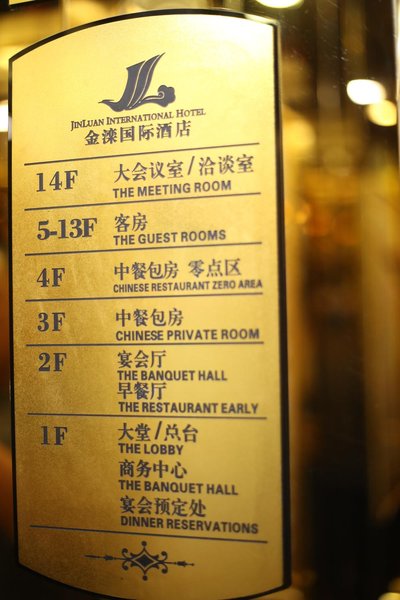 JINLUAN INTERNATIONAL HOTEL
金滦国际酒店
14F 大会议室/洽谈室
THE MEETING ROOM
5-13F 客房
THE GUEST ROOMS
4F 中餐包房 零点区
CHINESE RESTAURANT ZERO AREA
3F 中餐包房
CHINESE PRIVATE ROOM
2F 宴会厅
THE BANQUET HALL
早餐厅
THE RESTAURANT EARLY
1F 大堂/总台
THE LOBBY
商务中心
THE BANQUET HALL
宴会预定处
DINNER RESERVATIONS